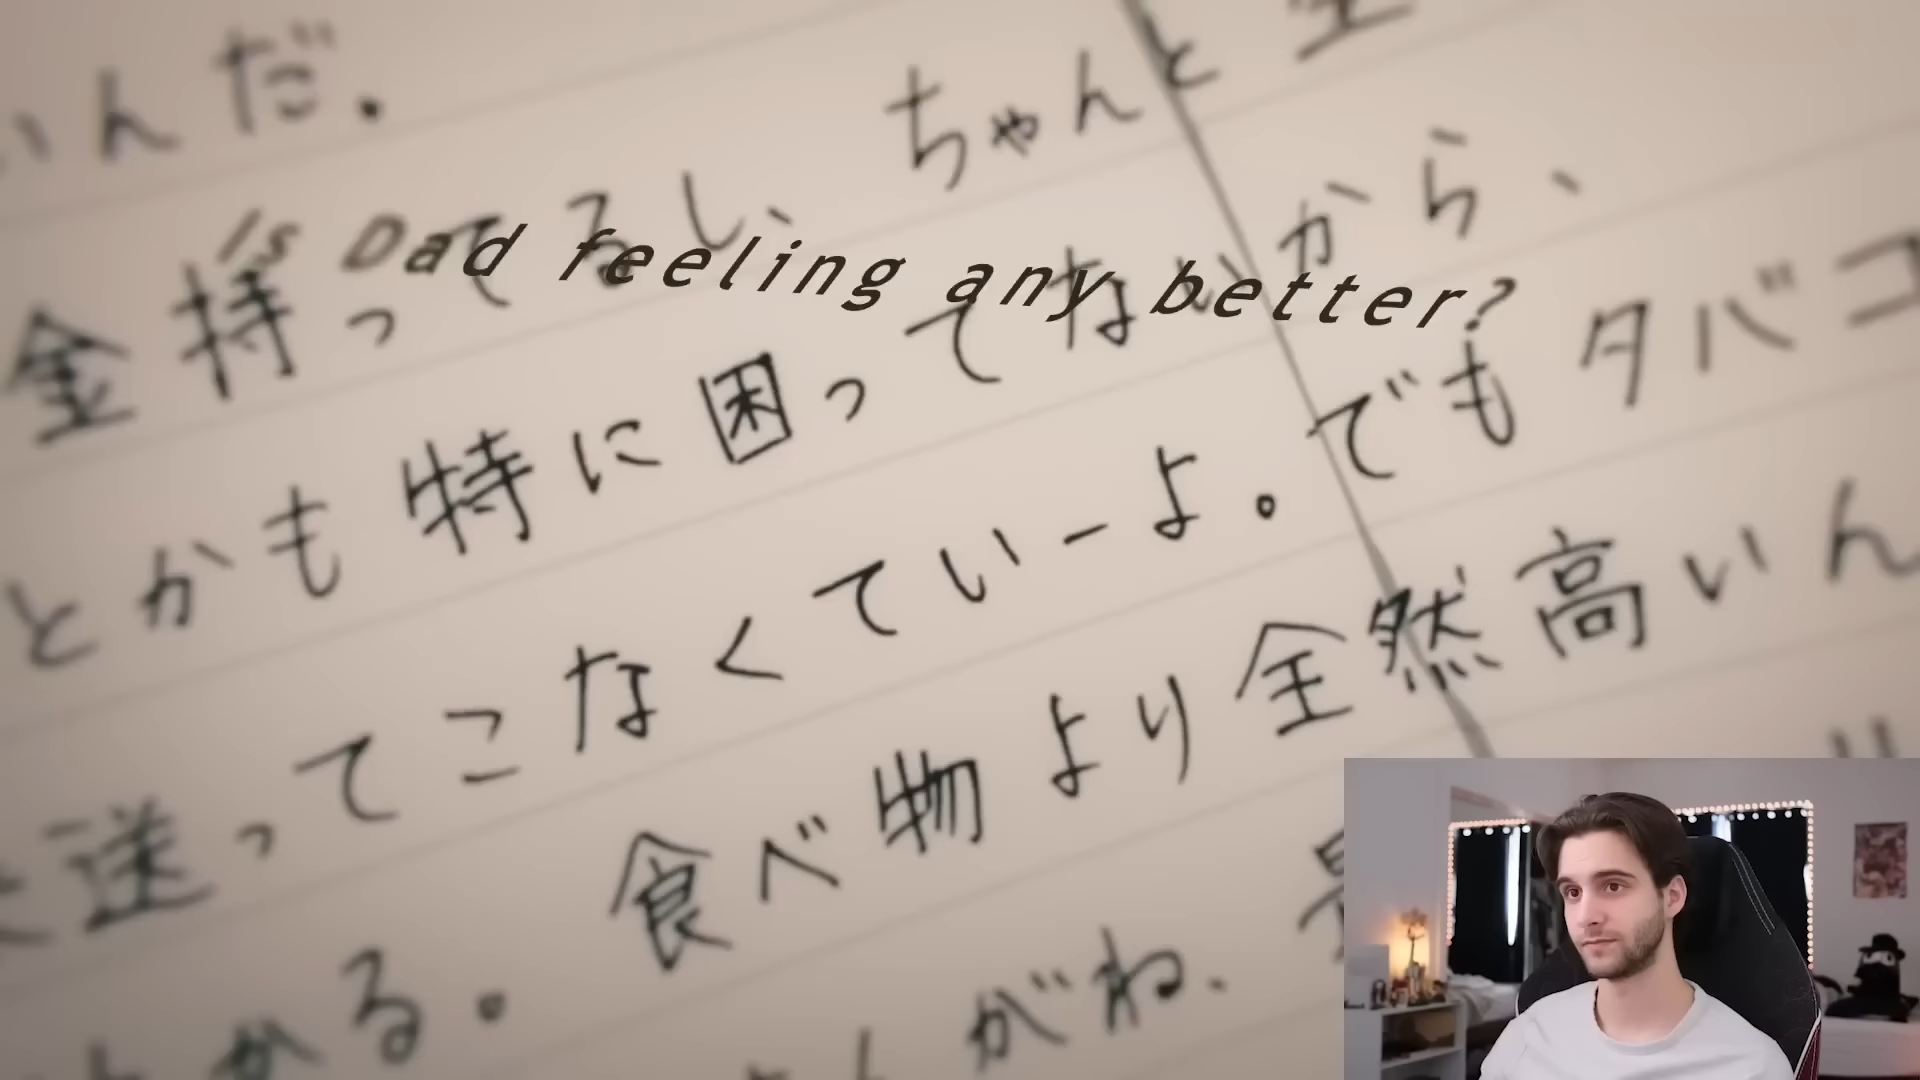 いんだ。
金持ってるし、ちゃんと
Is Dad feeling any better?
とかも特に困ってないから、
送ってこなくていーよ。でもタバコ
かる。食べ物より全然高いん
んがね、